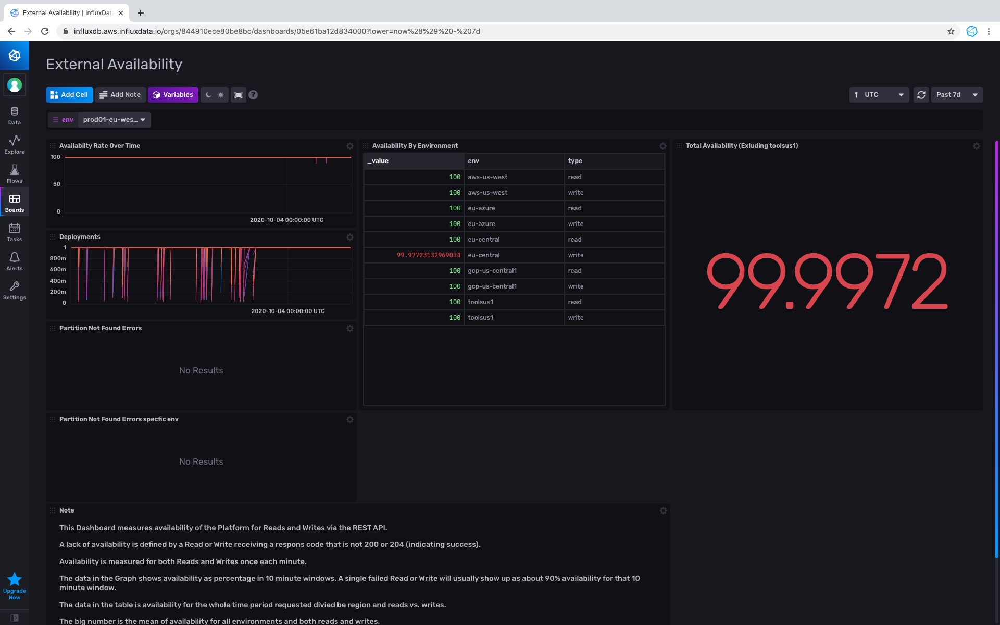 External Availability | InfluxData
influxdb.aws.influxdata.io/orgs/844910ece80be8bc/dashboards/05e61ba12d834000?lower=now%28%29%20-%207d
External Availability
Add Cell
Add Note
Variables
?
UTC
Past 7d
env
prod01-eu-wes...
Data
Explore
Flows
Boards
Tasks
Alerts
Settings
Upgrade
Now
Availabilty Rate Over Time
100
50
0
2020-10-04 00:00:00 UTC
Deployments
1
800m
600m
400m
200m
0
2020-10-04 00:00:00 UTC
Partition Not Found Errors
No Results
Partition Not Found Errors specfic env
No Results
Availability By Environment
_value env type
100 aws-us-west read
100 aws-us-west write
100 eu-azure read
100 eu-azure write
100 eu-central read
99.97723132969034 eu-central write
100 gcp-us-central1 read
100 gcp-us-central1 write
100 toolsus1 read
100 toolsus1 write
Total Availability (Exluding toolsus1)
99.9972
Note
This Dashboard measures availability of the Platform for Reads and Writes via the REST API.
A lack of availability is defined by a Read or Write receiving a respons code that is not 200 or 204 (indicating success).
Availability is measured for both Reads and Writes once each minute.
The data in the Graph shows availability as percentage in 10 minute windows. A single failed Read or Write will usually show up as about 90% availability for that 10
minute window.
The data in the table is availability for the whole time period requested divied be region and reads vs. writes.
The big number is the mean of availability for all environments and both reads and writes.